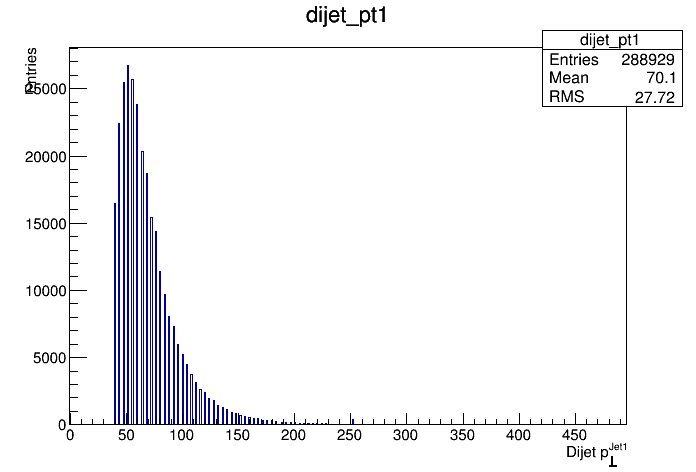 dijet_pt1
dijet_pt1
Entries 288929
Mean 70.1
RMS 27.72
Entries
25000
20000
15000
10000
5000
0
0 50 100 150 200 250 300 350 400 450
Dijet p⊥^Jet1